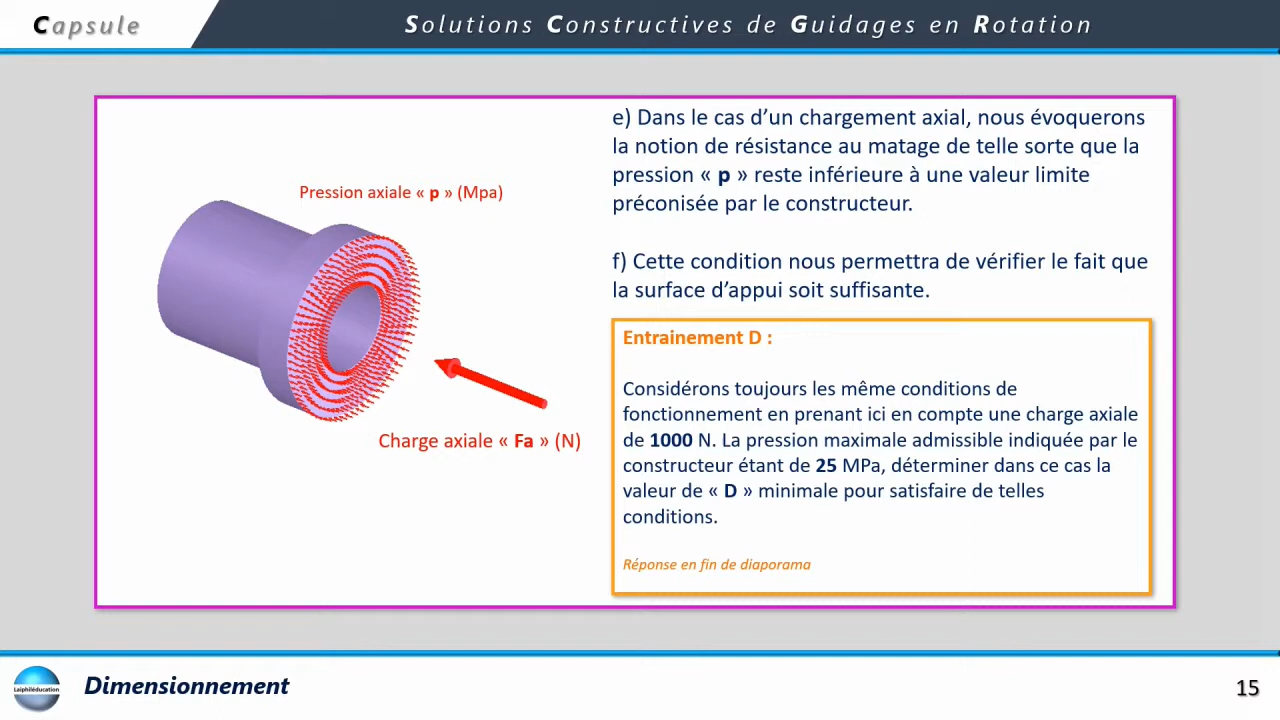 Capsule
Solutions Constructives de Guidages en Rotation
Pression axiale « p » (Mpa)
Charge axiale « Fa » (N)
e) Dans le cas d’un chargement axial, nous évoquerons
la notion de résistance au matage de telle sorte que la
pression « p » reste inférieure à une valeur limite
préconisée par le constructeur.
f) Cette condition nous permettra de vérifier le fait que
la surface d’appui soit suffisante.
Entrainement D :
Considérons toujours les même conditions de
fonctionnement en prenant ici en compte une charge axiale
de 1000 N. La pression maximale admissible indiquée par le
constructeur étant de 25 MPa, déterminer dans ce cas la
valeur de « D » minimale pour satisfaire de telles
conditions.
Réponse en fin de diaporama
Laiphiléducation
Dimensionnement
15